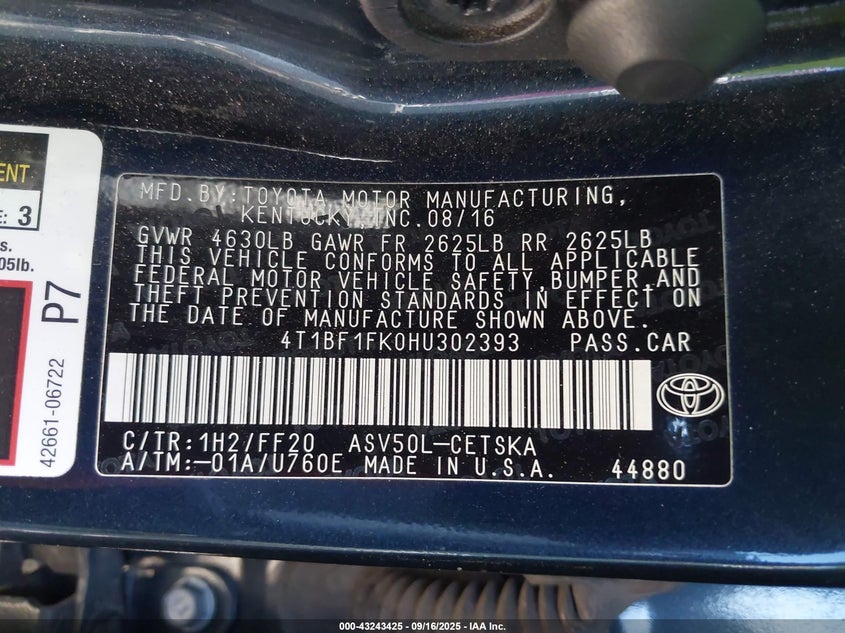 ENT
E: 3
s.
05lb.
P7
42661-06722
MFD.BY:TOYOTA MOTOR MANUFACTURING,
KENTUCKY,INC.08/16
GVWR 4630LB GAWR FR 2625LB RR 2625LB
THIS VEHICLE CONFORMS TO ALL APPLICABLE
FEDERAL MOTOR VEHICLE SAFETY,BUMPER,AND
THEFT PREVENTION STANDARDS IN EFFECT ON
THE DATE OF MANUFACTURE SHOWN ABOVE.
4T1BF1FK0HU302393 PASS.CAR
C/TR:1H2/FF20 ASV50L-CETSKA
A/TM:-01A/U760E MADE IN U.S.A. 44880
000-43243425 - 09/16/2025 - IAA Inc.